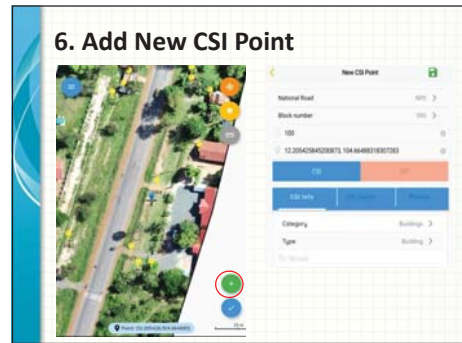 6. Add New CSI Point
New CSI Point
National Road
Block number
100
12.205425845200873, 104.66488318307283
CSI
CSI Info
Category
Buildings
Type
Building